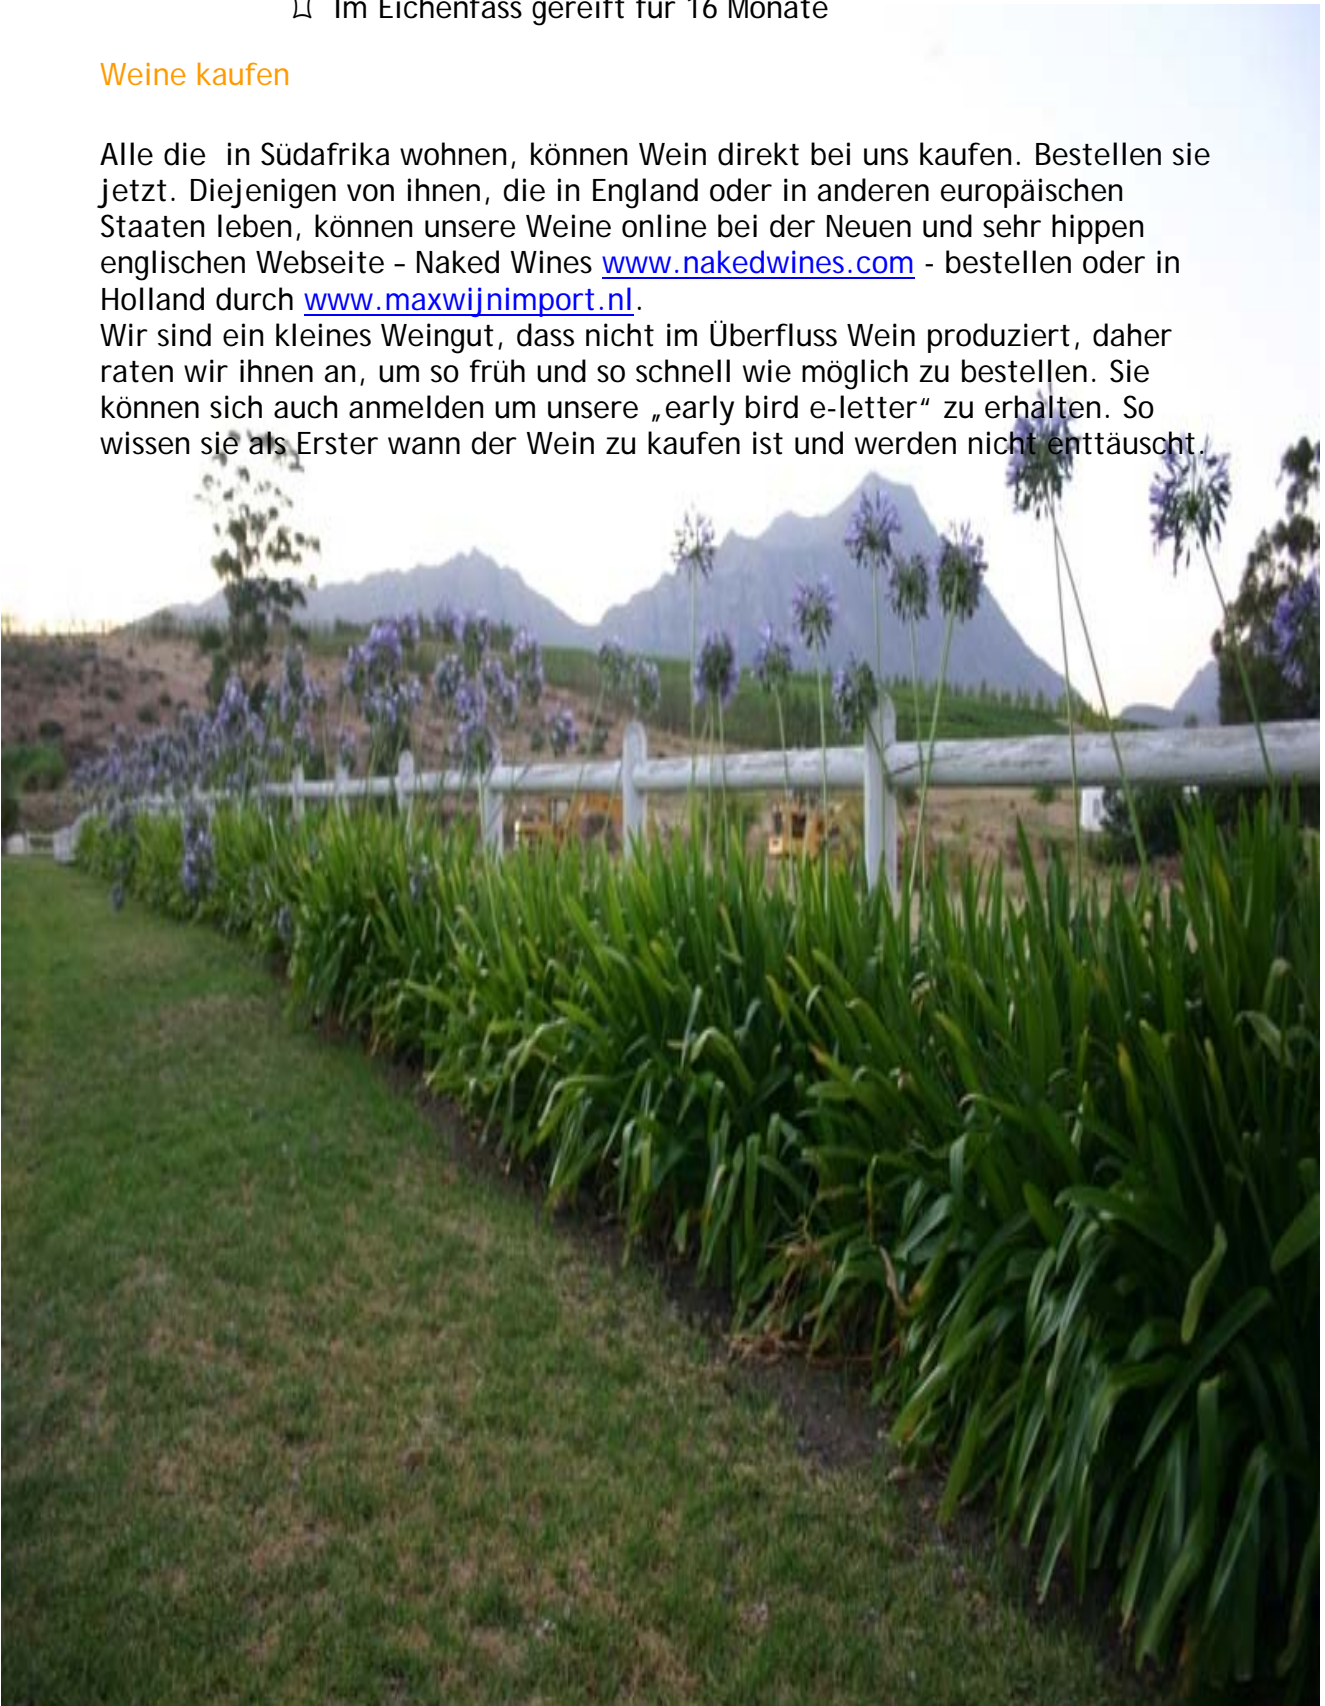 ♊ Im Eichenfass gereift für 16 Monate
Weine kaufen
Alle die  in Südafrika wohnen, können Wein direkt bei uns kaufen. Bestellen sie
jetzt. Diejenigen von ihnen, die in England oder in anderen europäischen
Staaten leben, können unsere Weine online bei der Neuen und sehr hippen
englischen Webseite – Naked Wines www.nakedwines.com - bestellen oder in
Holland durch www.maxwijnimport.nl.
Wir sind ein kleines Weingut, dass nicht im Überfluss Wein produziert, daher
raten wir ihnen an, um so früh und so schnell wie möglich zu bestellen. Sie
können sich auch anmelden um unsere „early bird e-letter“ zu erhalten. So
wissen sie als Erster wann der Wein zu kaufen ist und werden nicht enttäuscht.